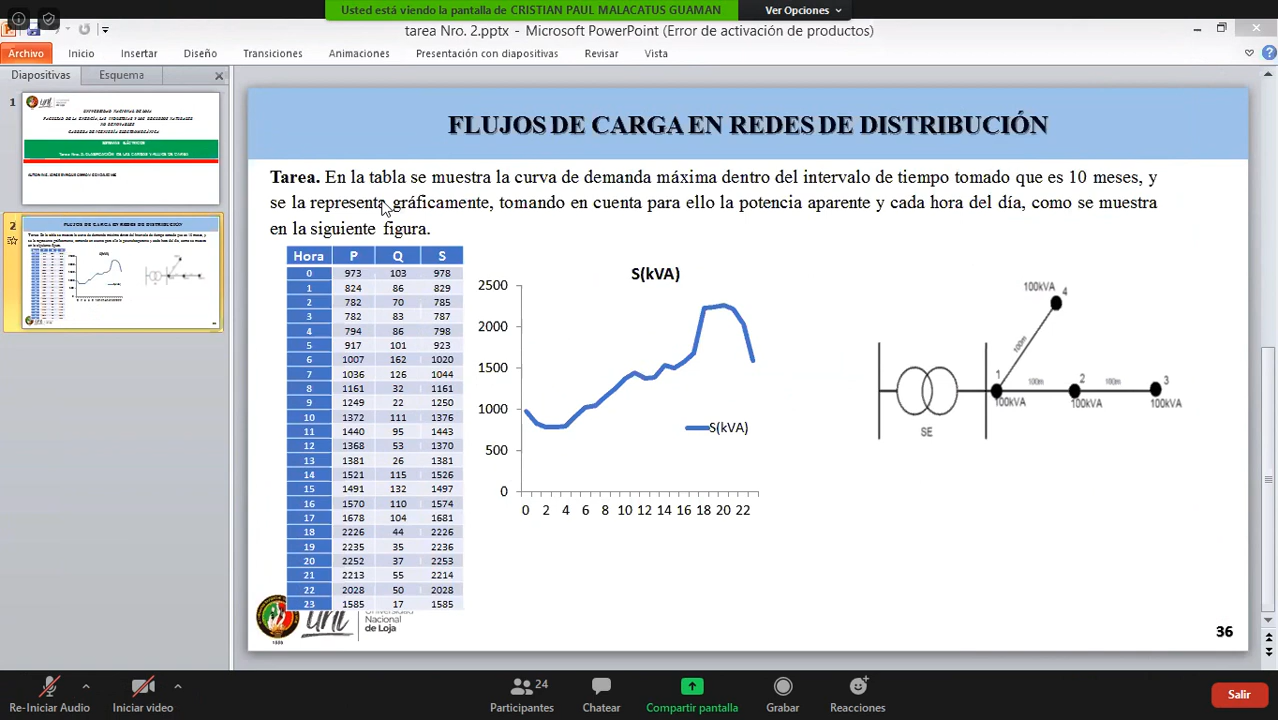 Usted está viendo la pantalla de CRISTIAN PAUL MALACATUS GUAMAN
Ver Opciones
tarea Nro. 2.pptx - Microsoft PowerPoint (Error de activación de productos)
Archivo Inicio Insertar Diseño Transiciones Animaciones Presentación con diapositivas Revisar Vista
Diapositivas Esquema
1
2
FLUJOS DE CARGA EN REDES DE DISTRIBUCIÓN
Tarea. En la tabla se muestra la curva de demanda máxima dentro del intervalo de tiempo tomado que es 10 meses, y
se la representa gráficamente, tomando en cuenta para ello la potencia aparente y cada hora del día, como se muestra
en la siguiente figura.
Hora P Q S
0 973 103 978
1 824 86 829
2 782 70 785
3 782 83 787
4 794 86 798
5 917 101 923
6 1007 162 1020
7 1036 126 1044
8 1161 32 1161
9 1249 22 1250
10 1372 111 1376
11 1440 95 1443
12 1368 53 1370
13 1381 26 1381
14 1521 115 1526
15 1491 132 1497
16 1570 110 1574
17 1678 104 1681
18 2226 44 2226
19 2235 35 2236
20 2252 37 2253
21 2213 55 2214
22 2028 50 2028
23 1585 17 1585
S(kVA)
2500
2000
1500
1000
500
0
0 2 4 6 8 10 12 14 16 18 20 22
S(kVA)
100kVA 4
100m
1 100m 2 100m 3
100kVA 100kVA 100kVA
SE
unl Universidad
Nacional
de Loja
1859
36
Re-Iniciar Audio Iniciar video Participantes 24 Chatear Compartir pantalla Grabar Reacciones Salir